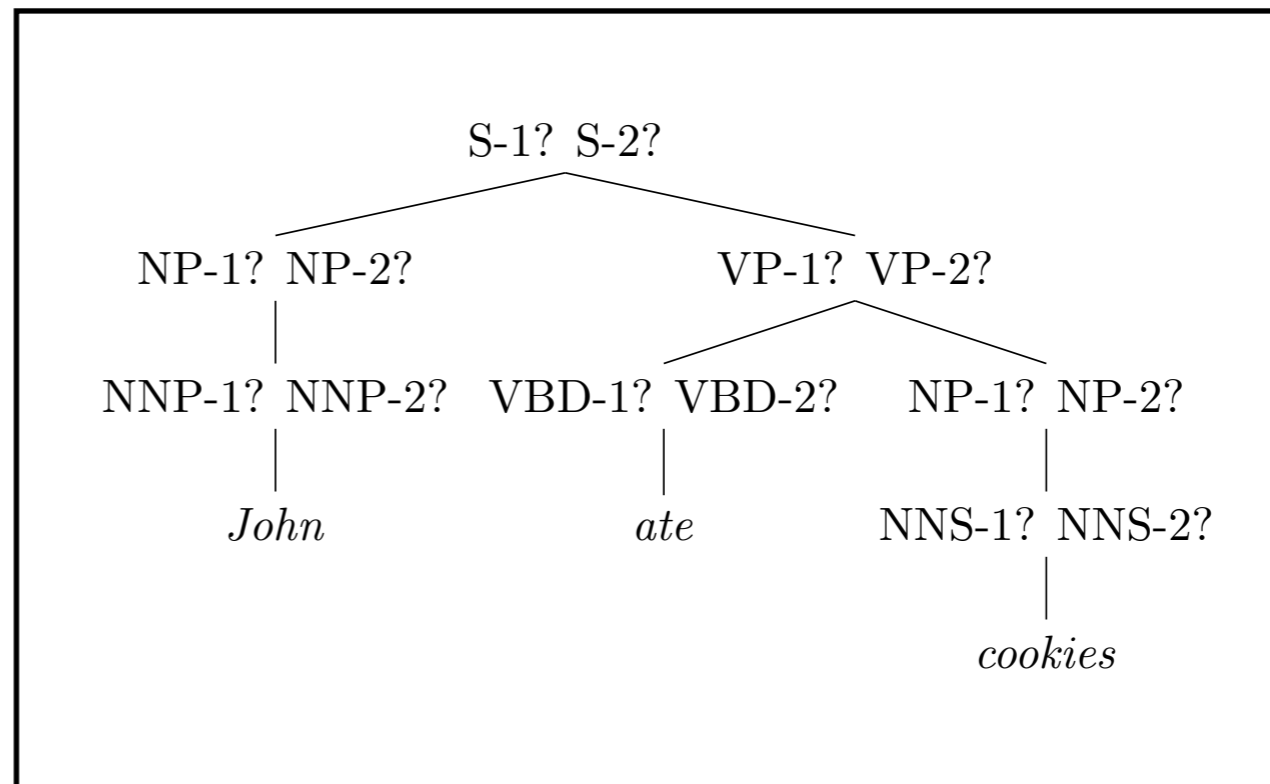 S-1? S-2?
NP-1? NP-2? VP-1? VP-2?
NNP-1? NNP-2? VBD-1? VBD-2? NP-1? NP-2?
John ate NNS-1? NNS-2?
cookies